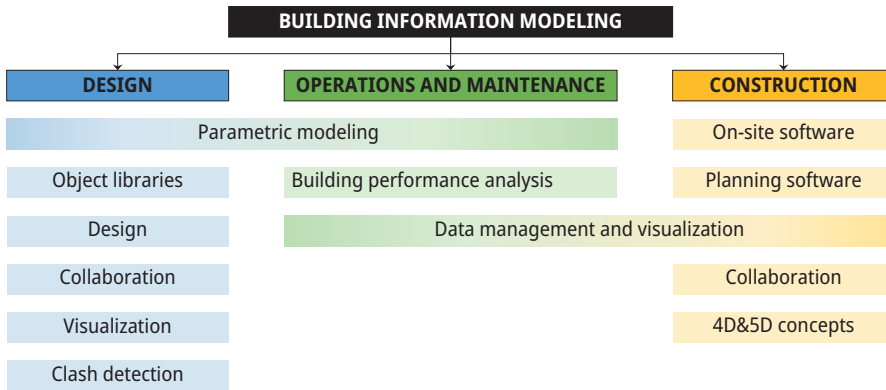 BUILDING INFORMATION MODELING
DESIGN
OPERATIONS AND MAINTENANCE
CONSTRUCTION
Parametric modeling
On-site software
Object libraries
Building performance analysis
Planning software
Design
Data management and visualization
Collaboration
Collaboration
Visualization
4D&5D concepts
Clash detection